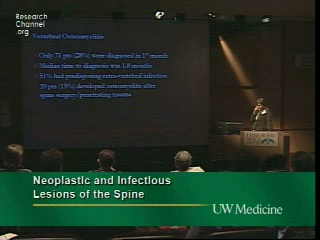 Research
Channel
.org
Vertebral Osteomyelitis
Only 71 pts (28%) were diagnosed in 1st month
Median time to diagnosis was 1.8 months
51% had predisposing extra-vertebral infection
39 pts (15%) developed osteomyelitis after
spine surgery/penetrating trauma
Neoplastic and Infectious
Lesions of the Spine
UW Medicine